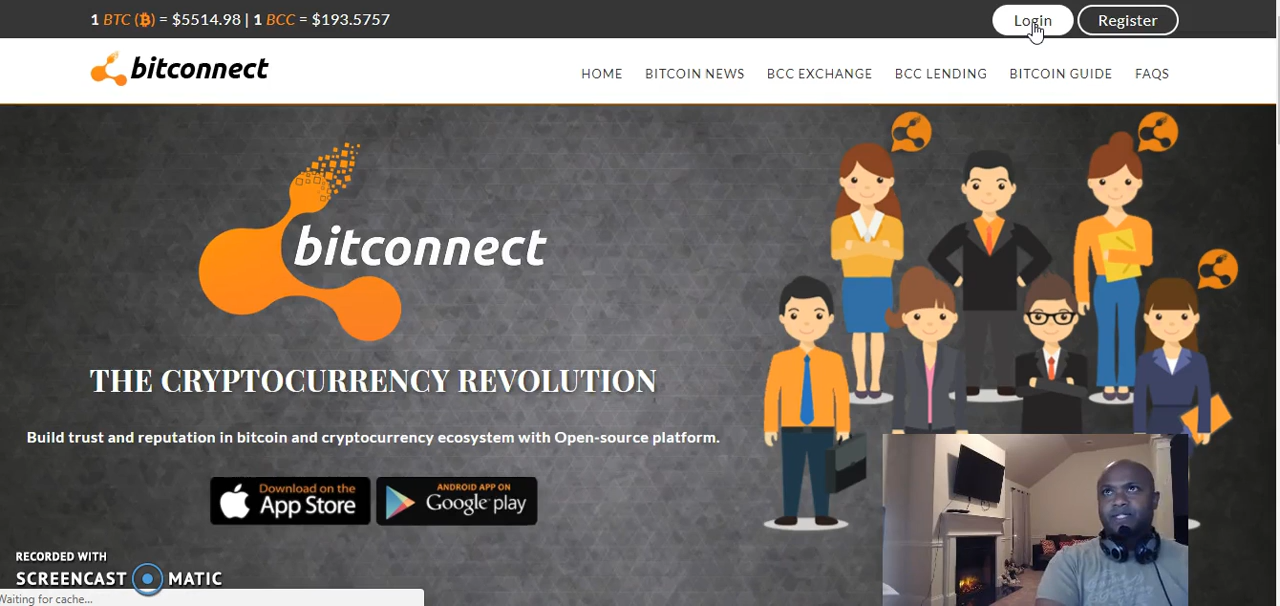 1 BTC (₿) = $5514.98 | 1 BCC = $193.5757
Login
Register
bitconnect
HOME
BITCOIN NEWS
BCC EXCHANGE
BCC LENDING
BITCOIN GUIDE
FAQS
bitconnect
THE CRYPTOCURRENCY REVOLUTION
Build trust and reputation in bitcoin and cryptocurrency ecosystem with Open-source platform.
Download on the
App Store
ANDROID APP ON
Google play
RECORDED WITH
SCREENCAST MATIC
Waiting for cache...